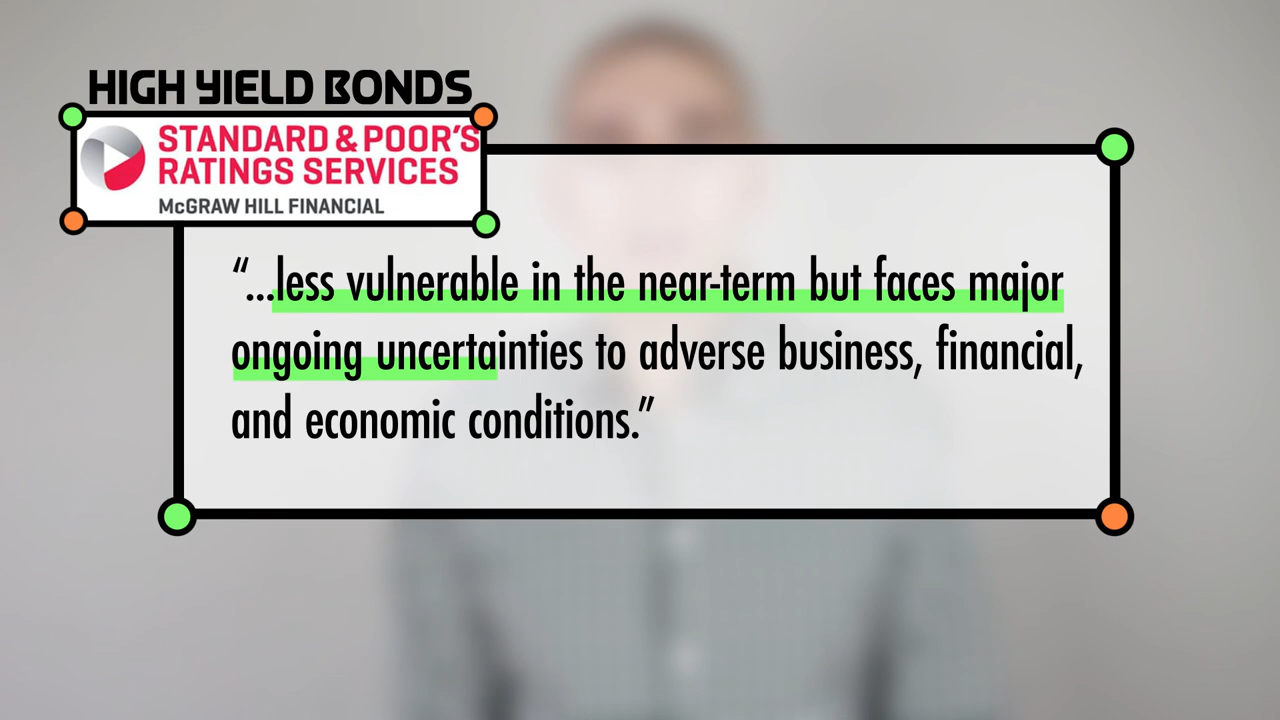 HIGH YIELD BONDS
STANDARD & POOR'S
RATINGS SERVICES
McGRAW HILL FINANCIAL
“...less vulnerable in the near-term but faces major
ongoing uncertainties to adverse business, financial,
and economic conditions.”